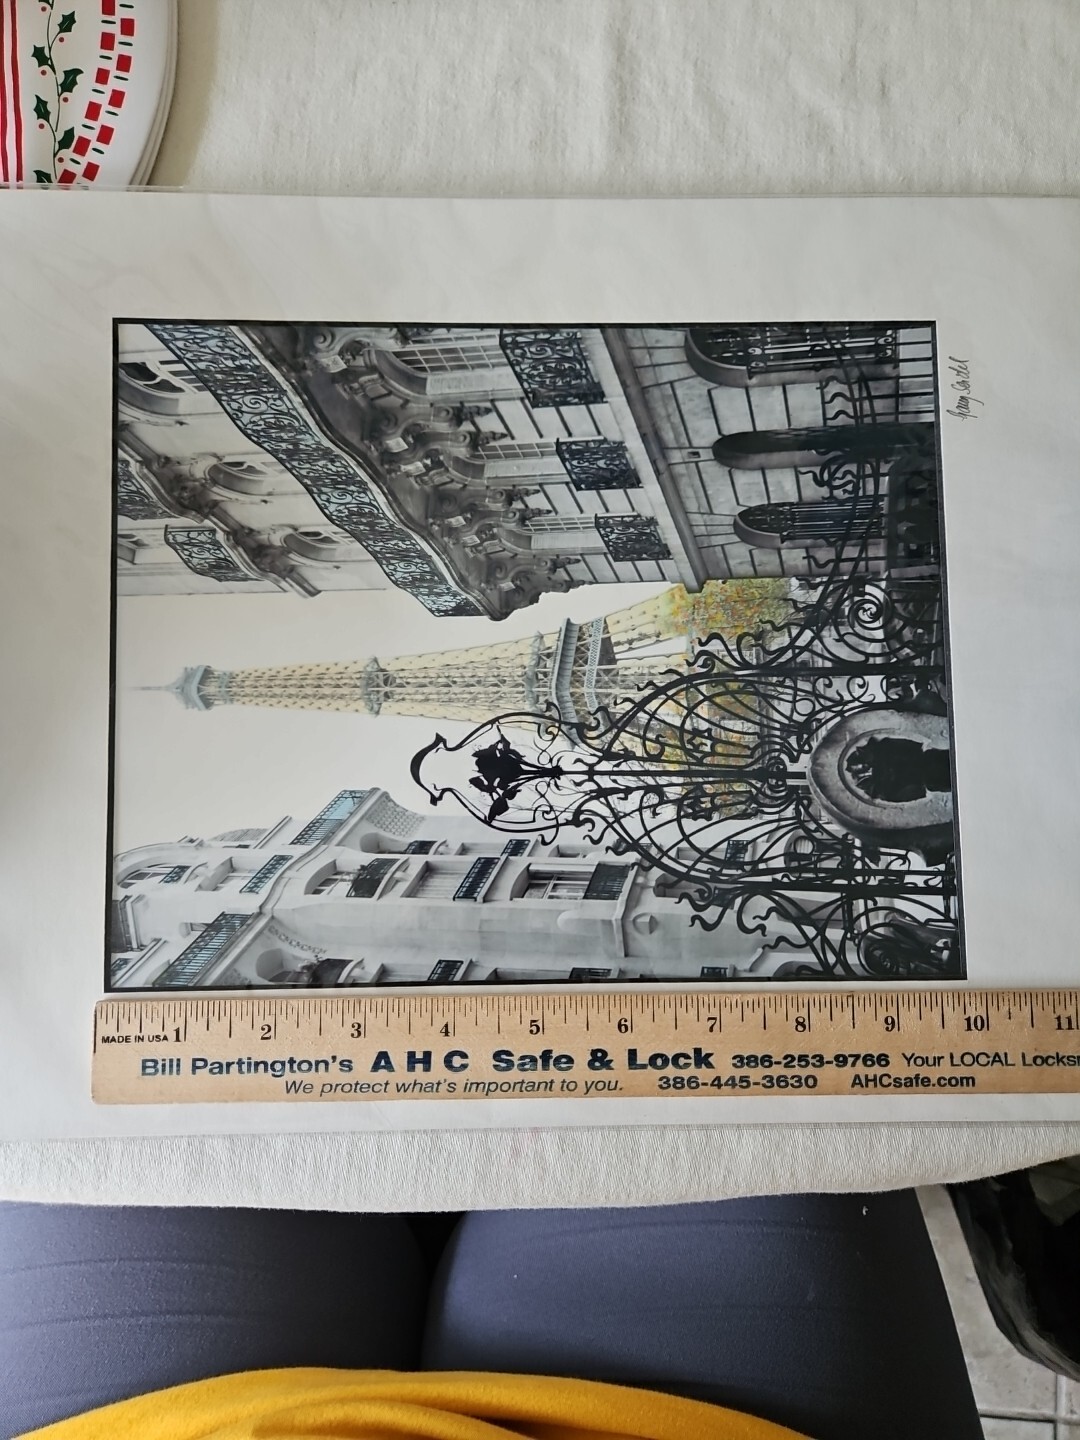 1 2 3 4 5 6 7 8 9 10 11
MADE IN USA
Bill Partington's A H C Safe & Lock 386-253-9766 Your LOCAL
We protect what's important to you. 386-445-3630 AHCsafe.com